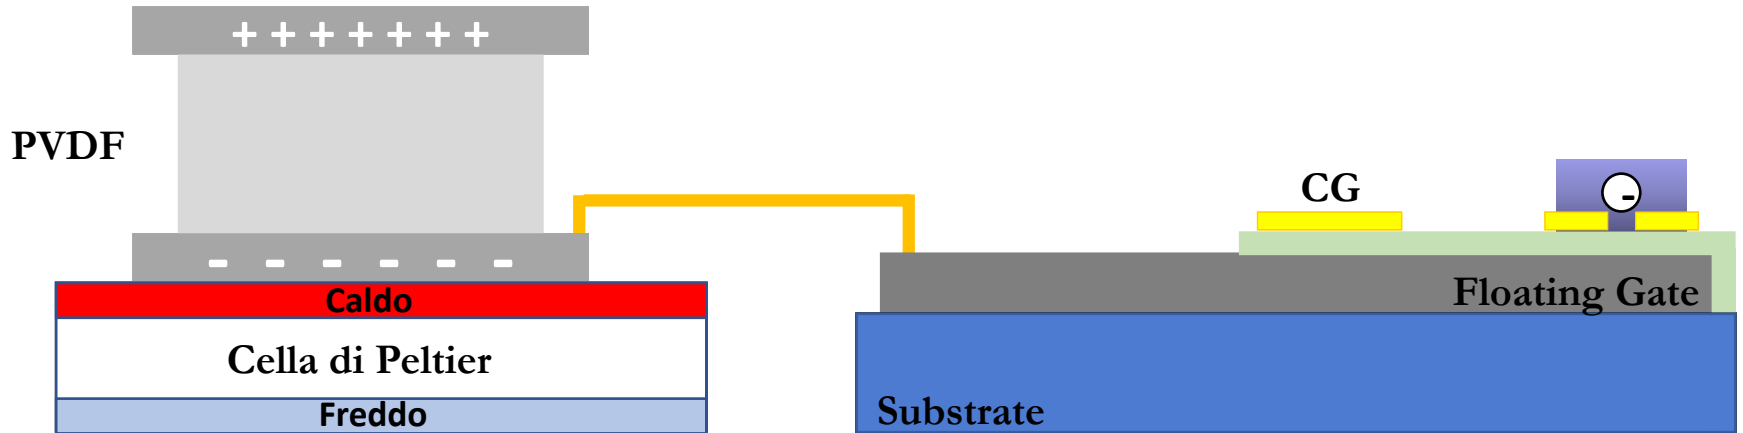 + + + + + + +
PVDF
- - - - - -
Caldo
Cella di Peltier
Freddo
CG
-
Floating Gate
Substrate